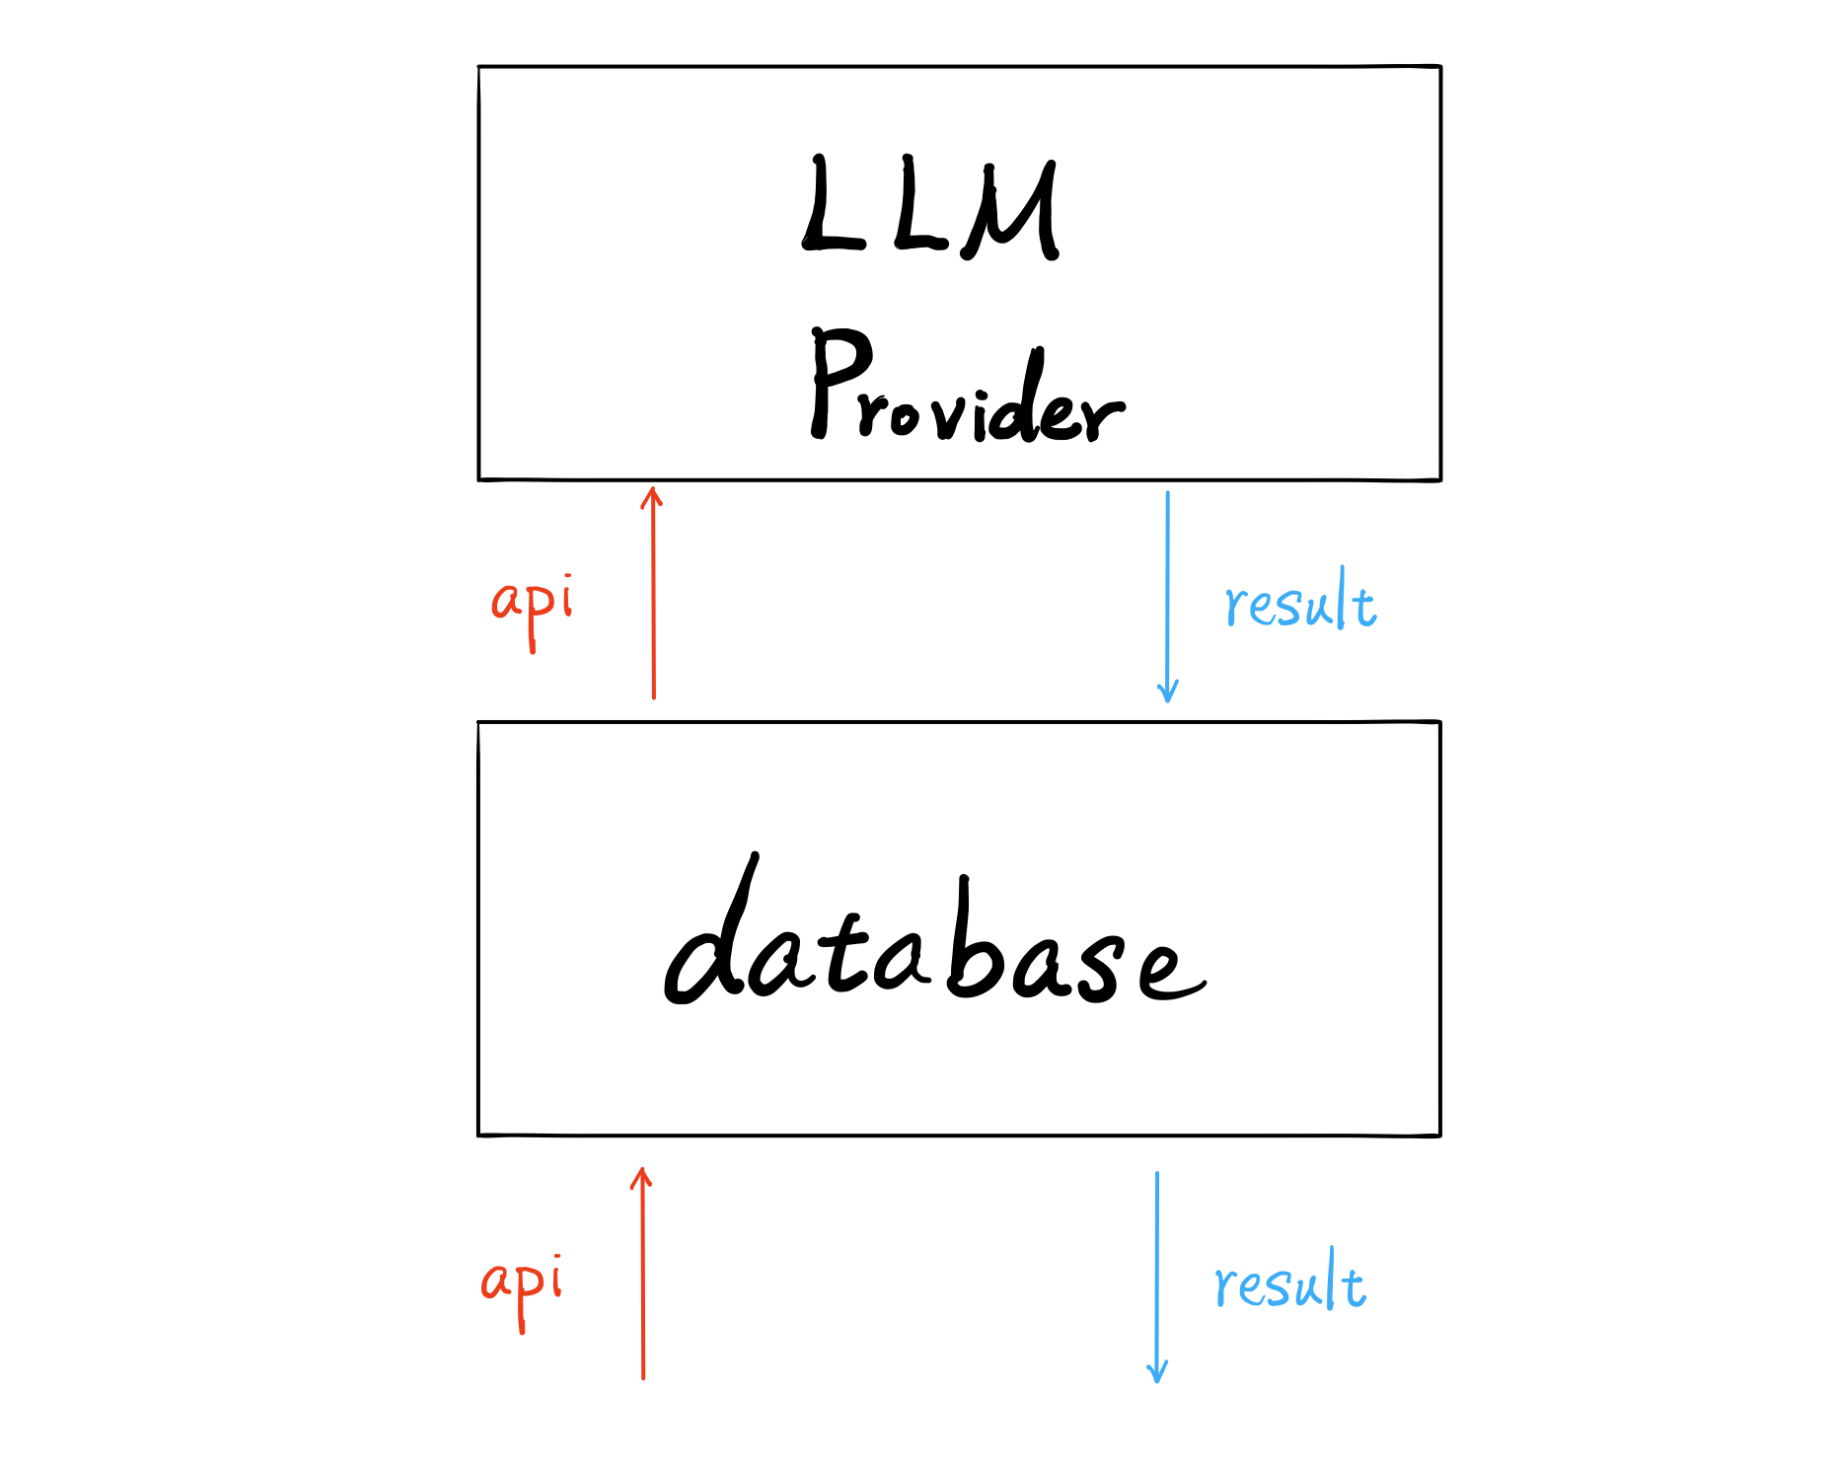 LLM
Provider
api
result
database
api
result